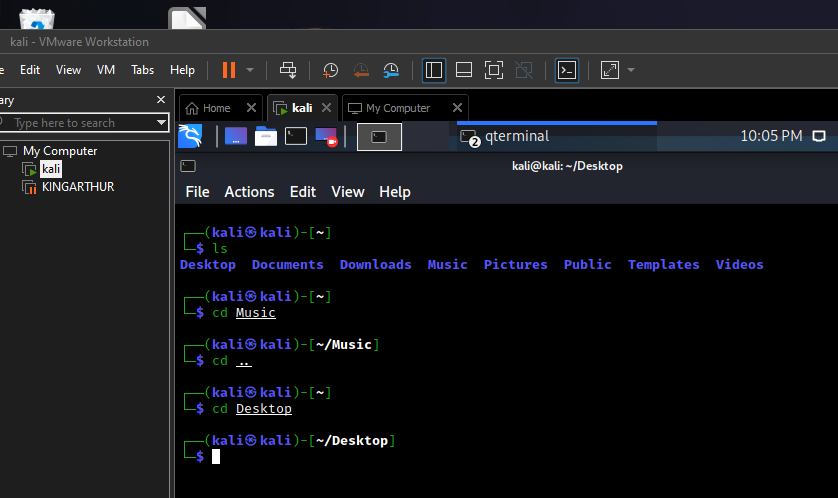 kali - VMware Workstation
Edit View VM Tabs Help
ary
Type here to search
Home kali My Computer
My Computer
kali
KINGARTHUR
2 qterminal 10:05 PM
kali@kali: ~/Desktop
File Actions Edit View Help
┌──(kali㉿kali)-[~]
└─$ ls
Desktop Documents Downloads Music Pictures Public Templates Videos
┌──(kali㉿kali)-[~]
└─$ cd Music
┌──(kali㉿kali)-[~/Music]
└─$ cd ..
┌──(kali㉿kali)-[~]
└─$ cd Desktop
┌──(kali㉿kali)-[~/Desktop]
└─$